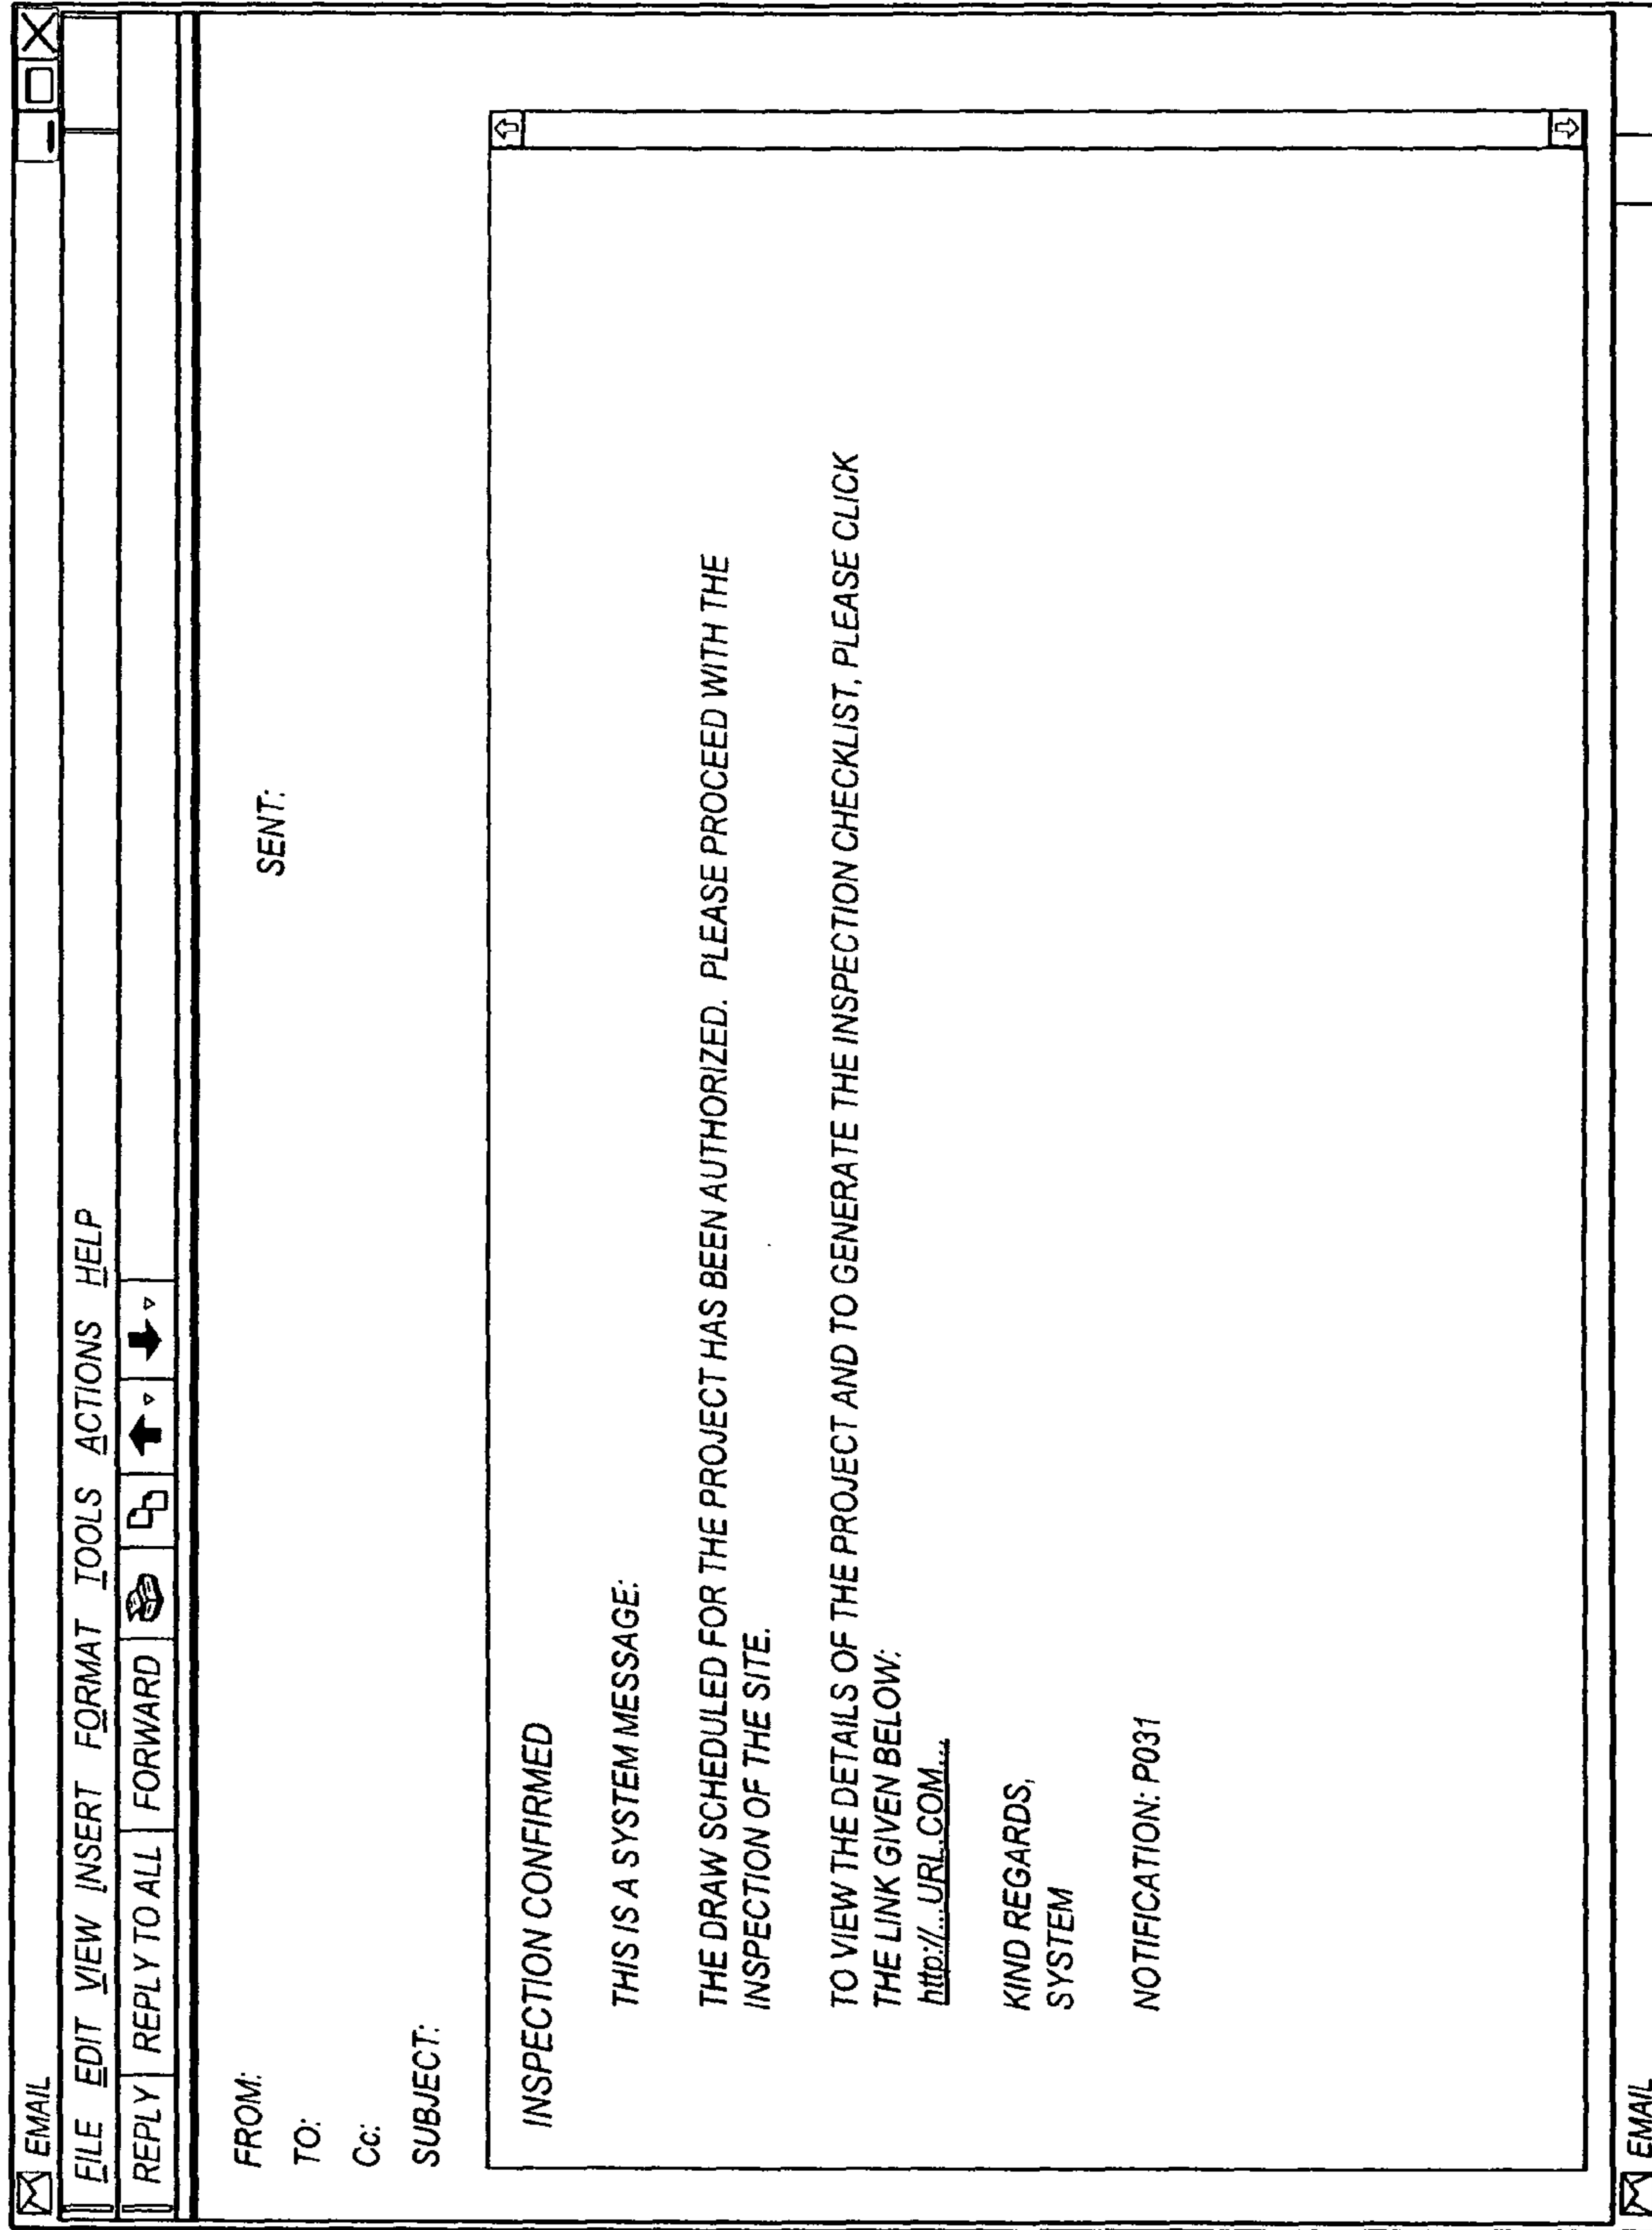 EMAIL
FILE EDIT VIEW INSERT FORMAT TOOLS ACTIONS HELP
REPLY REPLY TO ALL FORWARD
FROM:
SENT:
TO:
Cc:
SUBJECT:
INSPECTION CONFIRMED
THIS IS A SYSTEM MESSAGE:
THE DRAW SCHEDULED FOR THE PROJECT HAS BEEN AUTHORIZED. PLEASE PROCEED WITH THE
INSPECTION OF THE SITE.
TO VIEW THE DETAILS OF THE PROJECT AND TO GENERATE THE INSPECTION CHECKLIST, PLEASE CLICK
THE LINK GIVEN BELOW:
http://...URL.COM...
KIND REGARDS,
SYSTEM
NOTIFICATION: P031
EMAIL